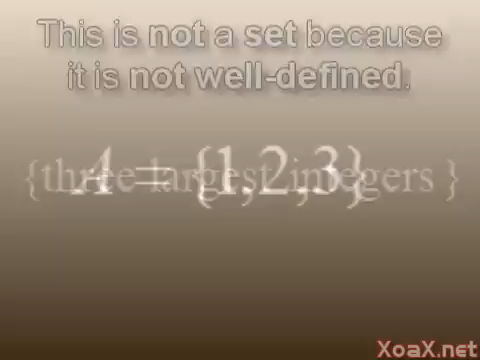 This is not a set because
it is not well-defined.
{three largest integers }
A = {1,2,3}
XoaX.net